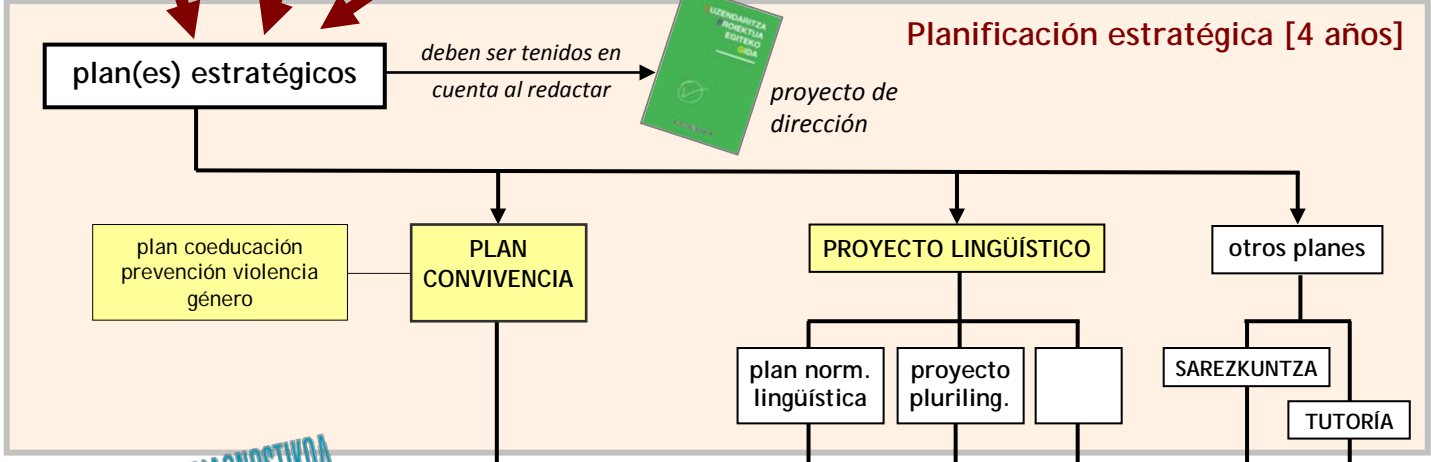 Planificación estratégica [4 años]
plan(es) estratégicos
deben ser tenidos en
cuenta al redactar
ZUZENDARITZA
PROIEKTUA
EGITEKO
GIDA
proyecto de
dirección
plan coeducación
prevención violencia
género
PLAN
CONVIVENCIA
PROYECTO LINGÜÍSTICO
otros planes
plan norm.
lingüística
proyecto
pluriling.
SAREZKUNTZA
TUTORÍA
DIAGNOSTIKOA